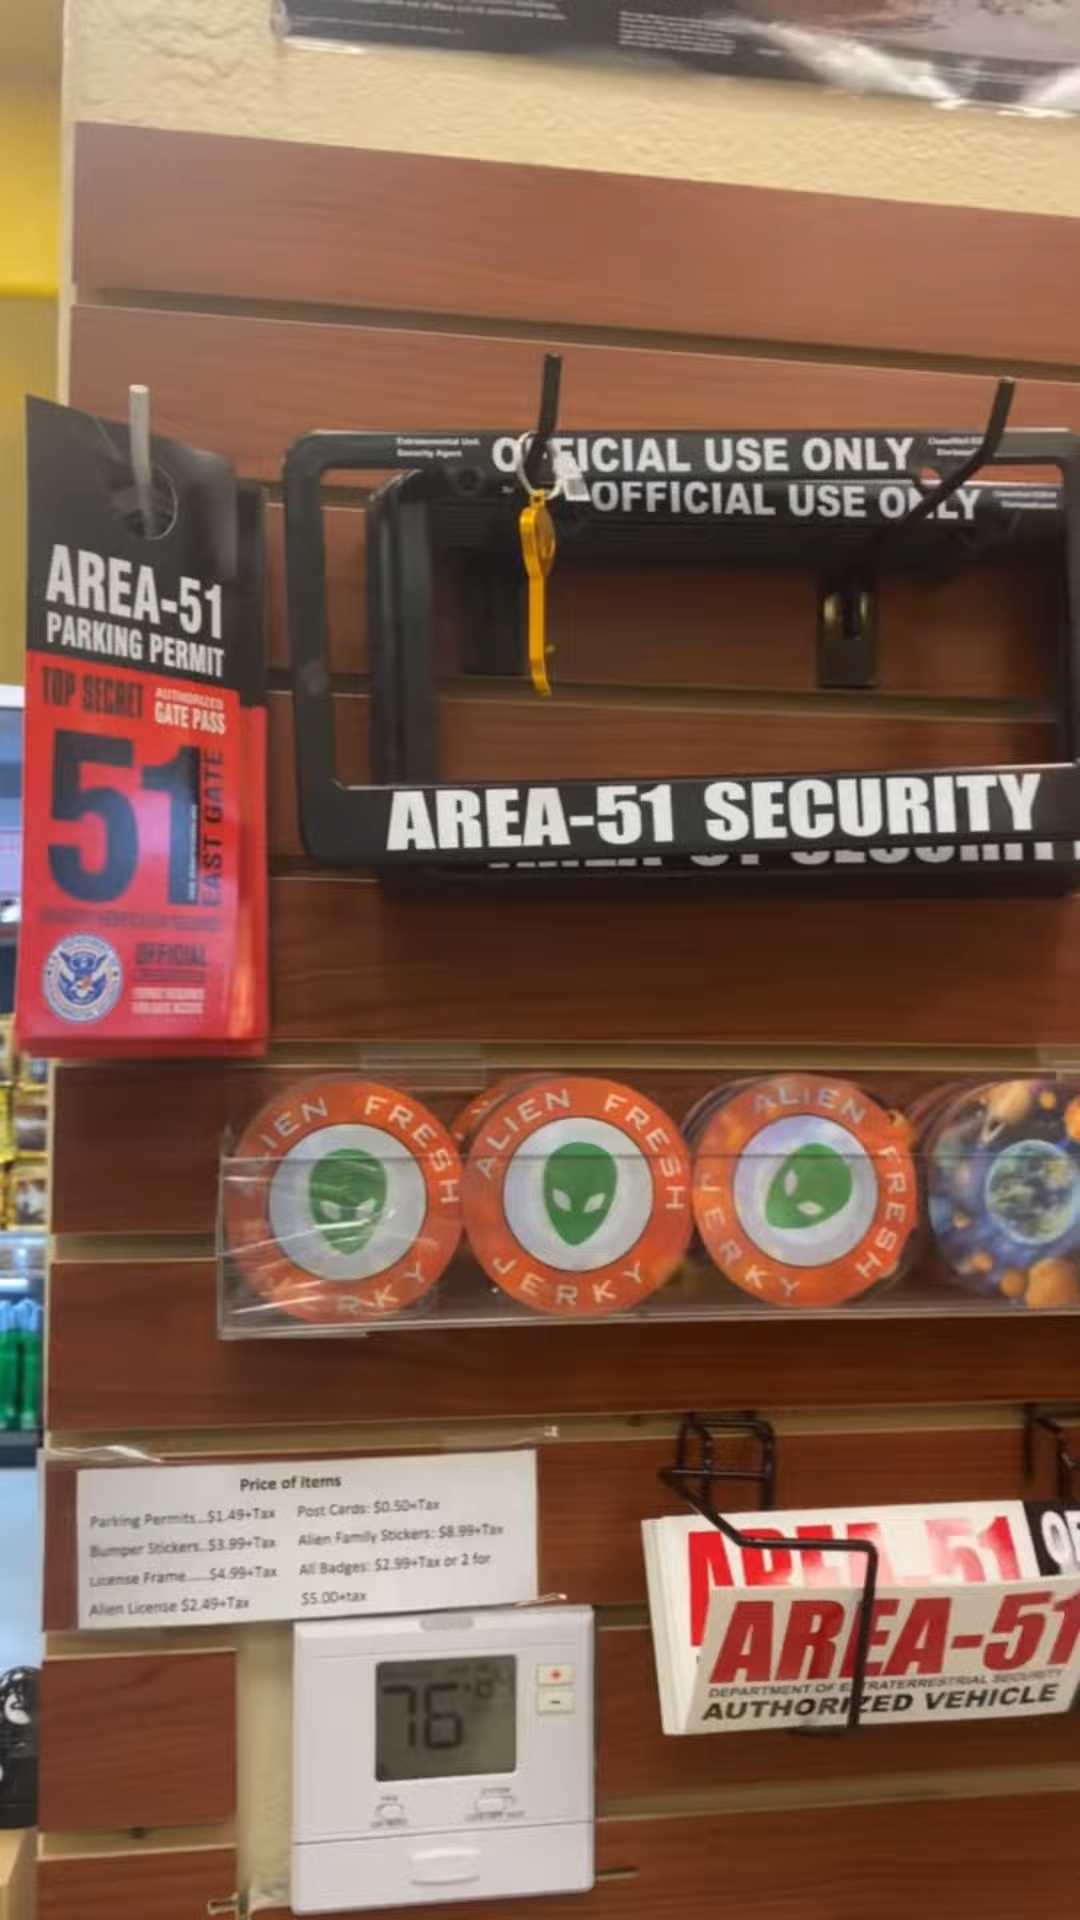 OFFICIAL USE ONLY
OFFICIAL USE ONLY
AREA-51 SECURITY
AREA-51
PARKING PERMIT
TOP SECRET
AUTHORIZED
GATE PASS
51
EAST GATE
OFFICIAL
ALIEN FRESH
JERKY
ALIEN FRESH
JERKY
ALIEN FRESH
JERKY
Price of items
Parking Permits...$1.49+Tax
Bumper Stickers..$3.99+Tax
License Frame......$4.99+Tax
Alien License $2.49+Tax
Post Cards: $0.50+Tax
Alien Family Stickers: $8.99+Tax
All Badges: $2.99+Tax or 2 for
$5.00+tax
76
AREA-51
AREA-51
DEPARTMENT OF EXTRATERRESTRIAL SECURITY
AUTHORIZED VEHICLE